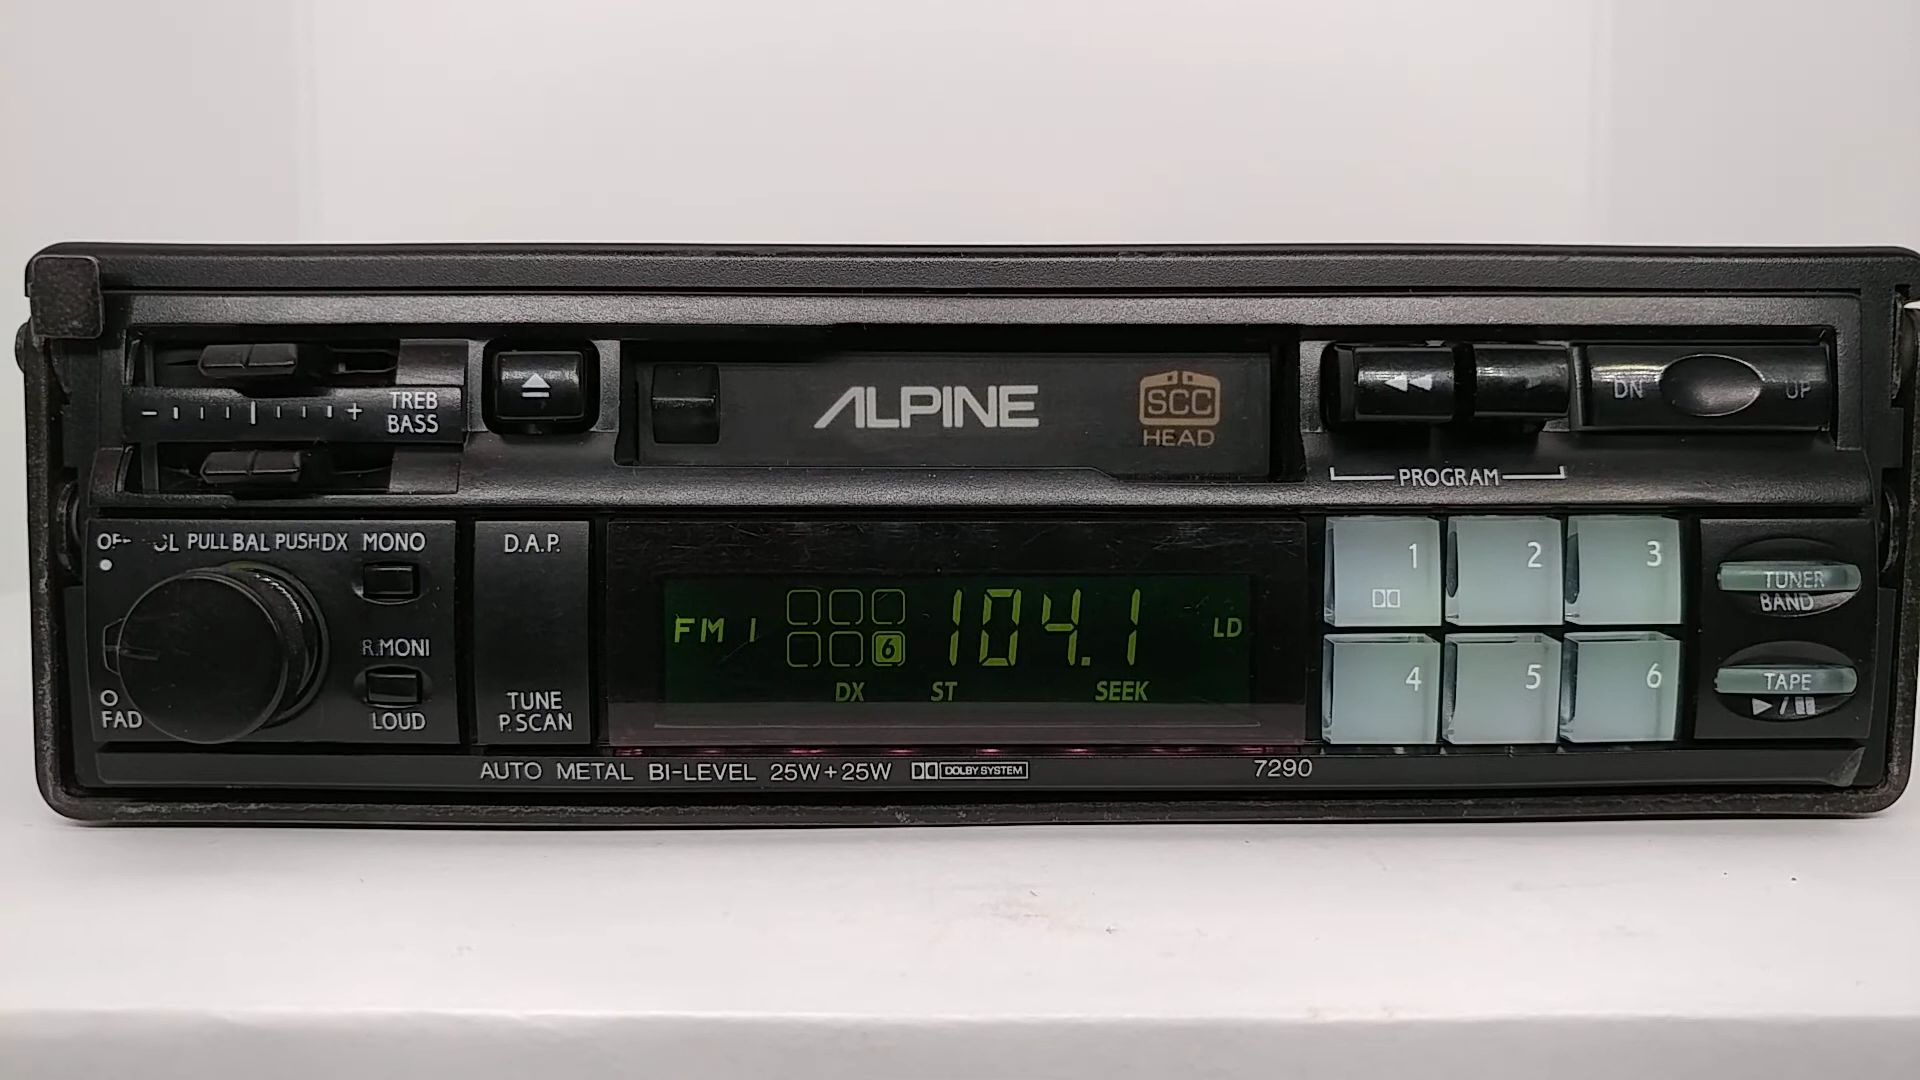 TREB
BASS
ALPINE
SCC
HEAD
DN UP
PROGRAM
PULL BAL PUSH DX MONO
D.A.P.
1 2 3
TUNER
BAND
FM 1 6 104.1 LD
R.MONI
DX ST SEEK
4 5 6
TAPE
FAD
LOUD
TUNE
P.SCAN
AUTO METAL BI-LEVEL 25W+25W DOLBY SYSTEM 7290